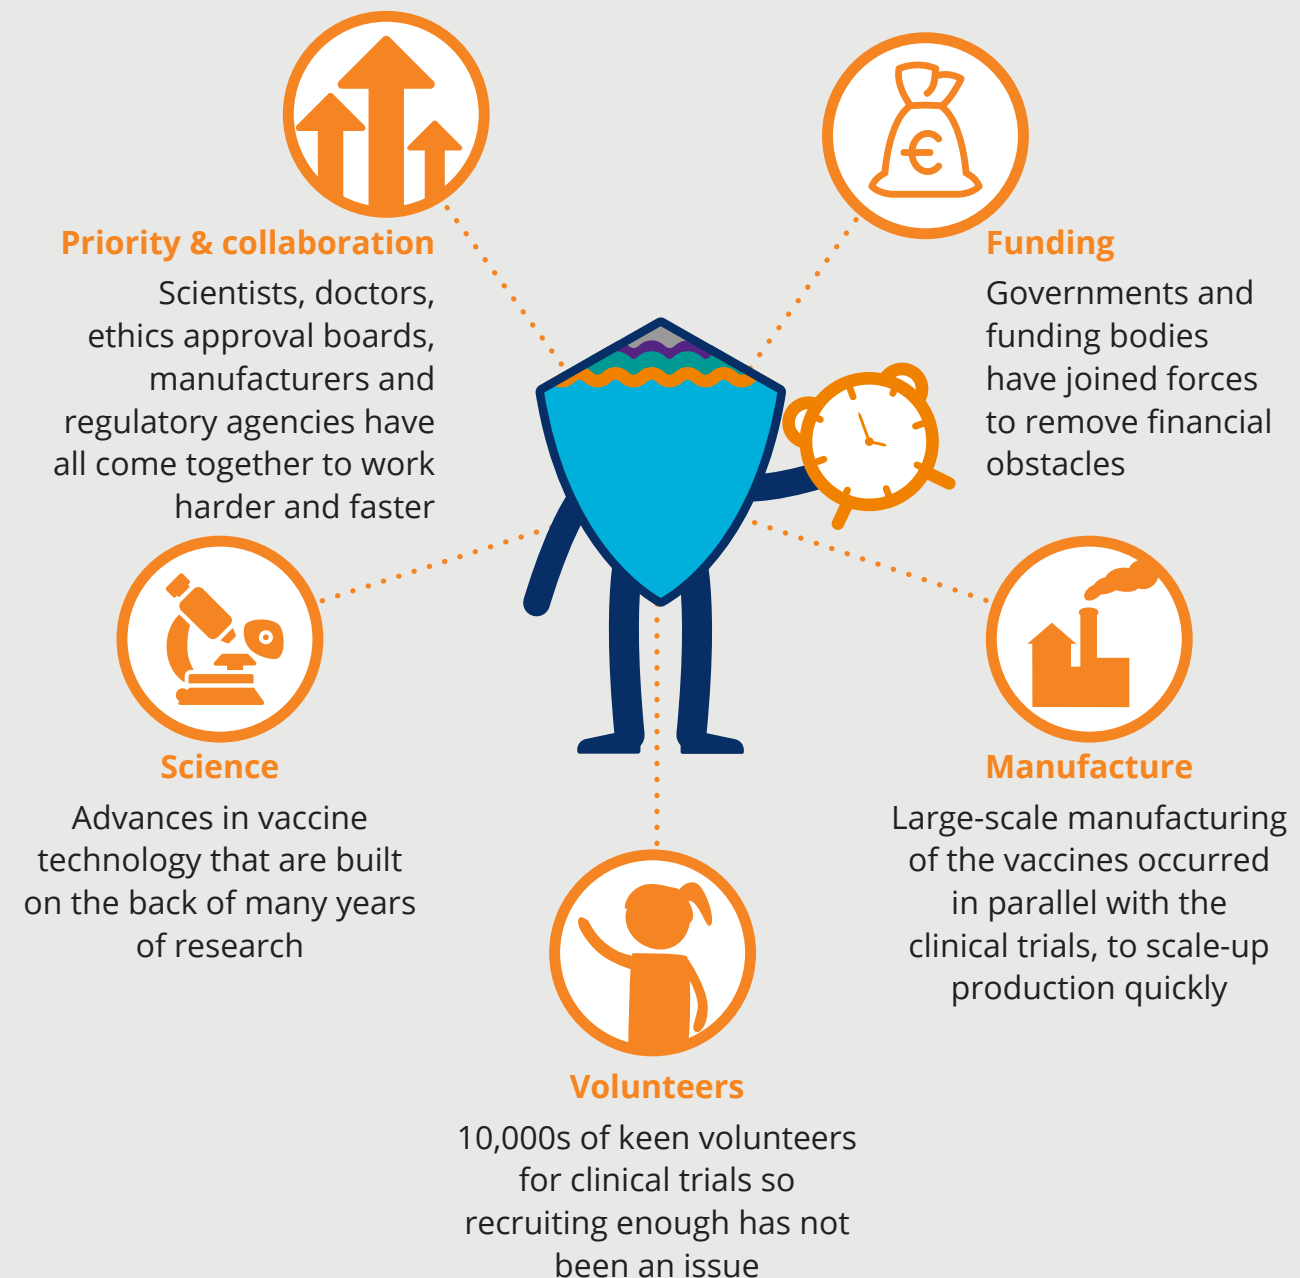 Priority & collaboration
Scientists, doctors,
ethics approval boards,
manufacturers and
regulatory agencies have
all come together to work
harder and faster
€
Funding
Governments and
funding bodies
have joined forces
to remove financial
obstacles
Science
Advances in vaccine
technology that are built
on the back of many years
of research
Manufacture
Large-scale manufacturing
of the vaccines occurred
in parallel with the
clinical trials, to scale-up
production quickly
Volunteers
10,000s of keen volunteers
for clinical trials so
recruiting enough has not
been an issue